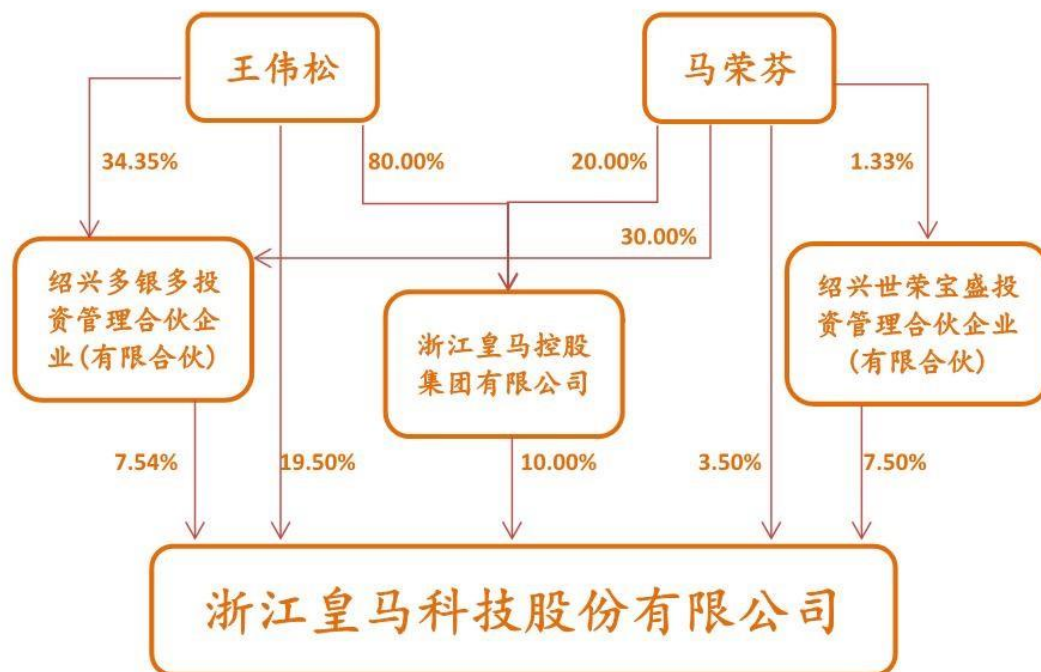 王伟松
马荣芬
34.35%
80.00%
20.00%
1.33%
30.00%
绍兴多银多投
资管理合伙企
业(有限合伙)
浙江皇马控股
集团有限公司
绍兴世荣宝盛投
资管理合伙企业
(有限合伙)
7.54%
19.50%
10.00%
3.50%
7.50%
浙江皇马科技股份有限公司